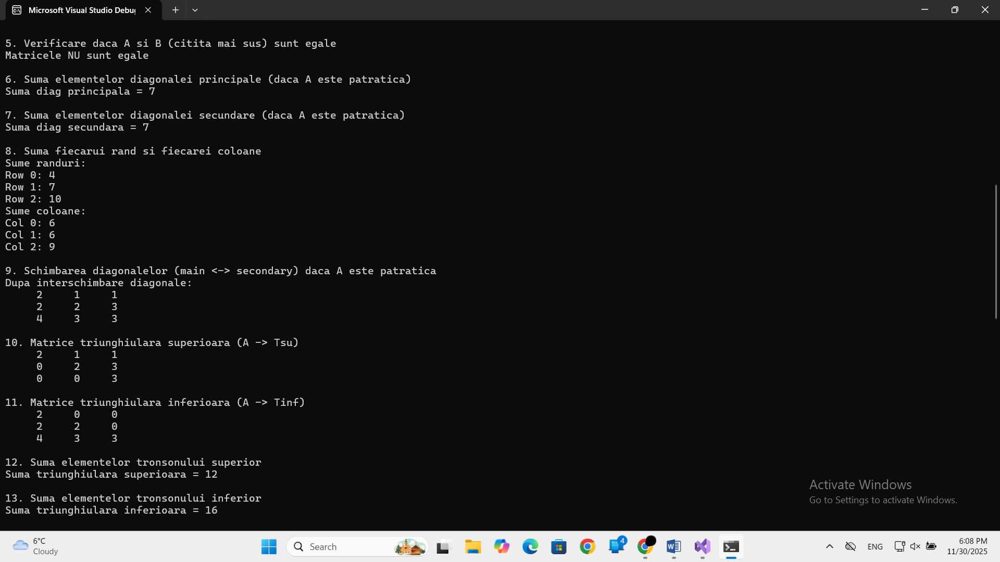 Microsoft Visual Studio Debu
5. Verificare daca A si B (citita mai sus) sunt egale
Matricele NU sunt egale
6. Suma elementelor diagonalei principale (daca A este patratica)
Suma diag principala = 7
7. Suma elementelor diagonalei secundare (daca A este patratica)
Suma diag secundara = 7
8. Suma fiecarui rand si fiecarei coloane
Sume randuri:
Row 0: 4
Row 1: 7
Row 2: 10
Sume coloane:
Col 0: 6
Col 1: 6
Col 2: 9
9. Schimbarea diagonalelor (main <-> secondary) daca A este patratica
Dupa interschimbare diagonale:
2 1 1
2 2 3
4 3 3
10. Matrice triunghiulara superioara (A -> Tsu)
2 1 1
0 2 3
0 0 3
11. Matrice triunghiulara inferioara (A -> Tinf)
2 0 0
2 2 0
4 3 3
12. Suma elementelor tronsonului superior
Suma triunghiulara superioara = 12
13. Suma elementelor tronsonului inferior
Suma triunghiulara inferioara = 16
Activate Windows
Go to Settings to activate Windows.
6°C
Cloudy
Search
4
ENG
6:08 PM
11/30/2025